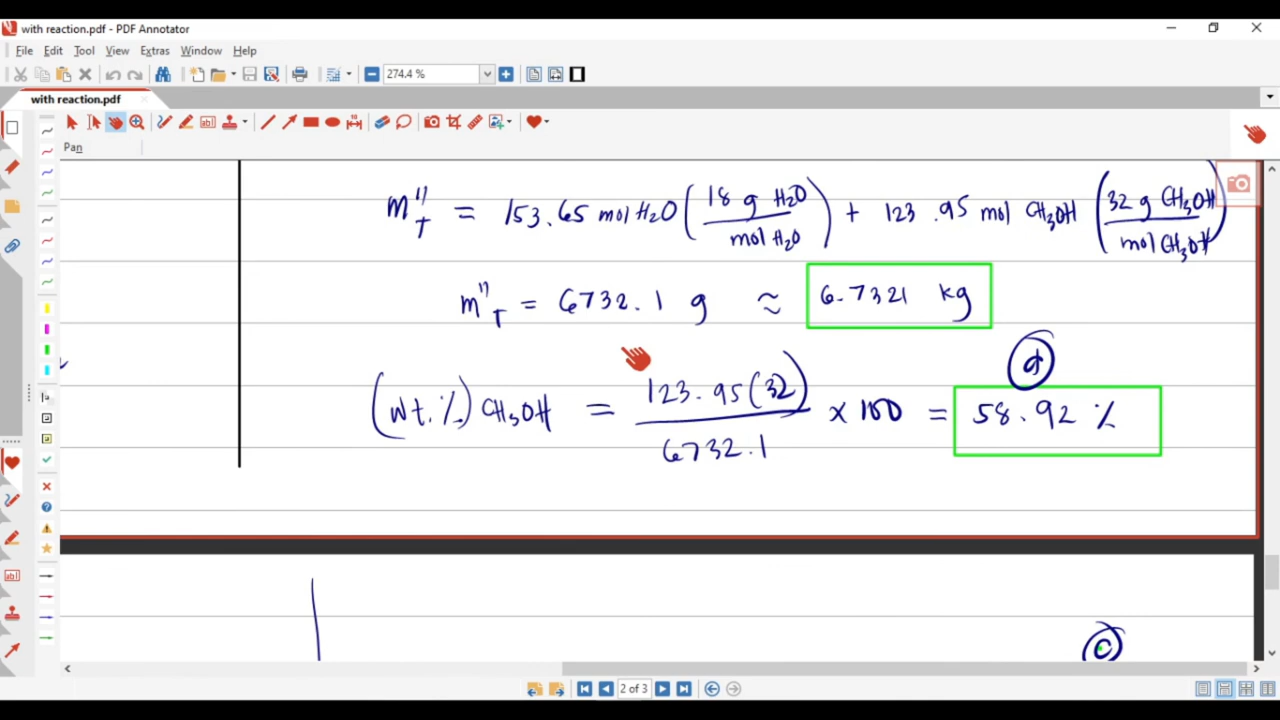 with reaction.pdf - PDF Annotator
File Edit Tool View Extras Window Help
274.4 %
with reaction.pdf
Pan
m"T = 153.65 mol H2O (18 g H2O / mol H2O) + 123.95 mol CH3OH (32 g CH3OH / mol CH3OH)
m"T = 6732.1 g ≈ 6.7321 kg
d
(wt.%) CH3OH = 123.95(32) / 6732.1 x 100 = 58.92 %
c
2 of 3